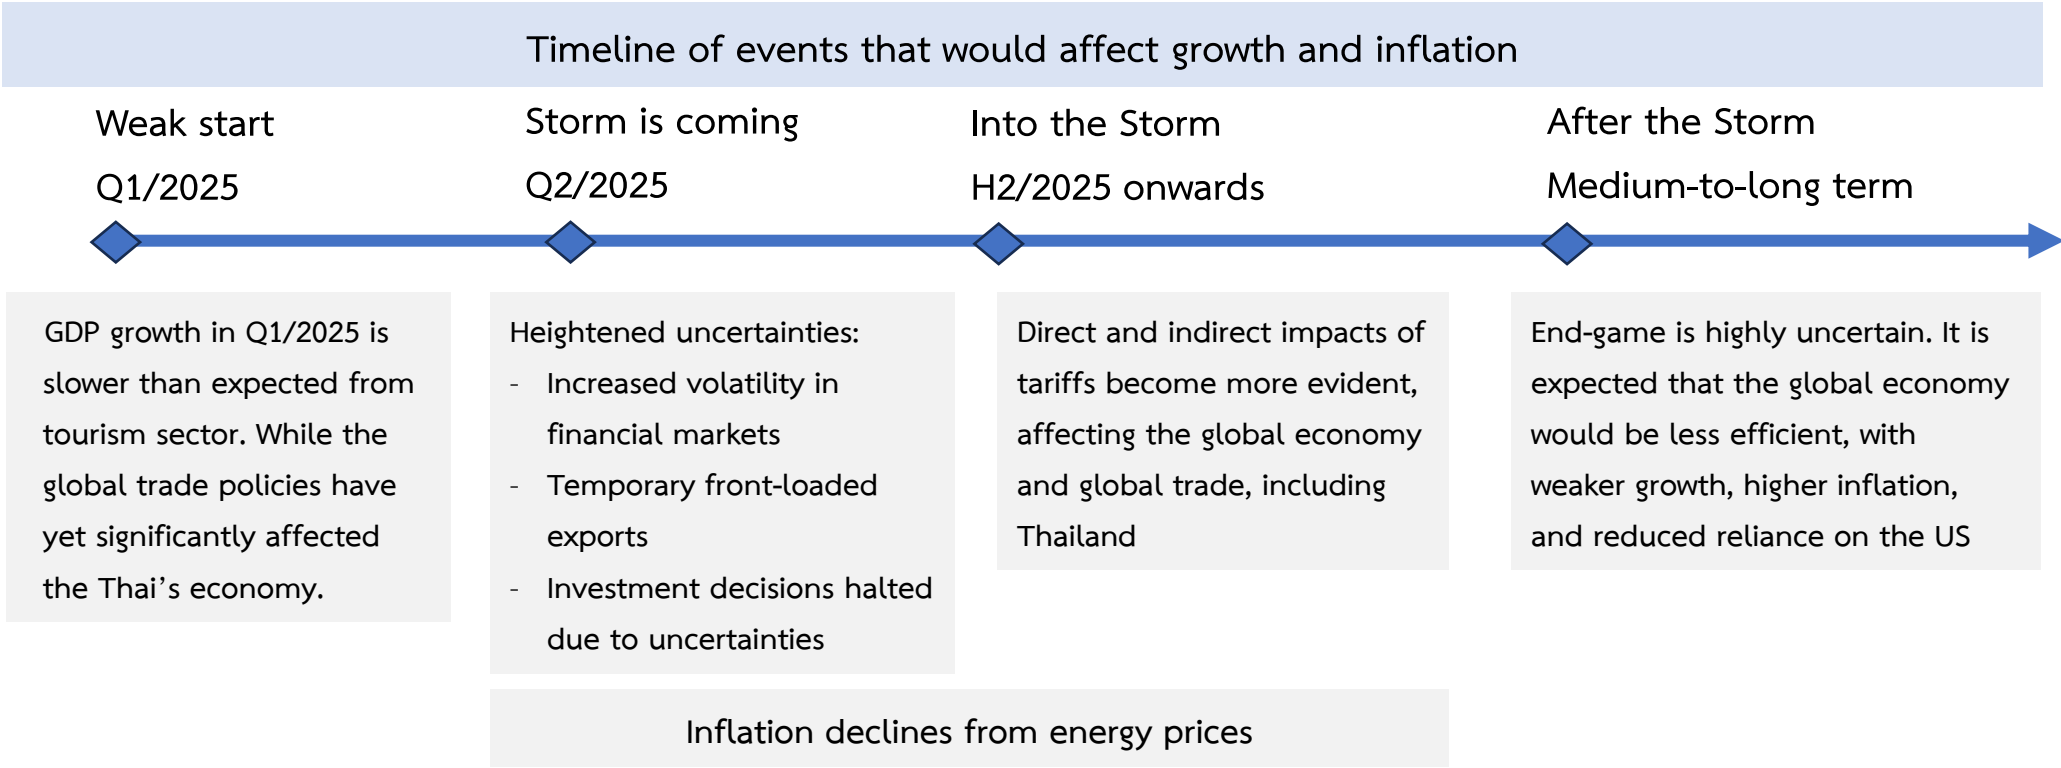 Timeline of events that would affect growth and inflation
Weak start
Q1/2025
Storm is coming
Q2/2025
Into the Storm
H2/2025 onwards
After the Storm
Medium-to-long term
GDP growth in Q1/2025 is
slower than expected from
tourism sector. While the
global trade policies have
yet significantly affected
the Thai's economy.
Heightened uncertainties:
- Increased volatility in
financial markets
- Temporary front-loaded
exports
- Investment decisions halted
due to uncertainties
Direct and indirect impacts of
tariffs become more evident,
affecting the global economy
and global trade, including
Thailand
End-game is highly uncertain. It is
expected that the global economy
would be less efficient, with
weaker growth, higher inflation,
and reduced reliance on the US
Inflation declines from energy prices